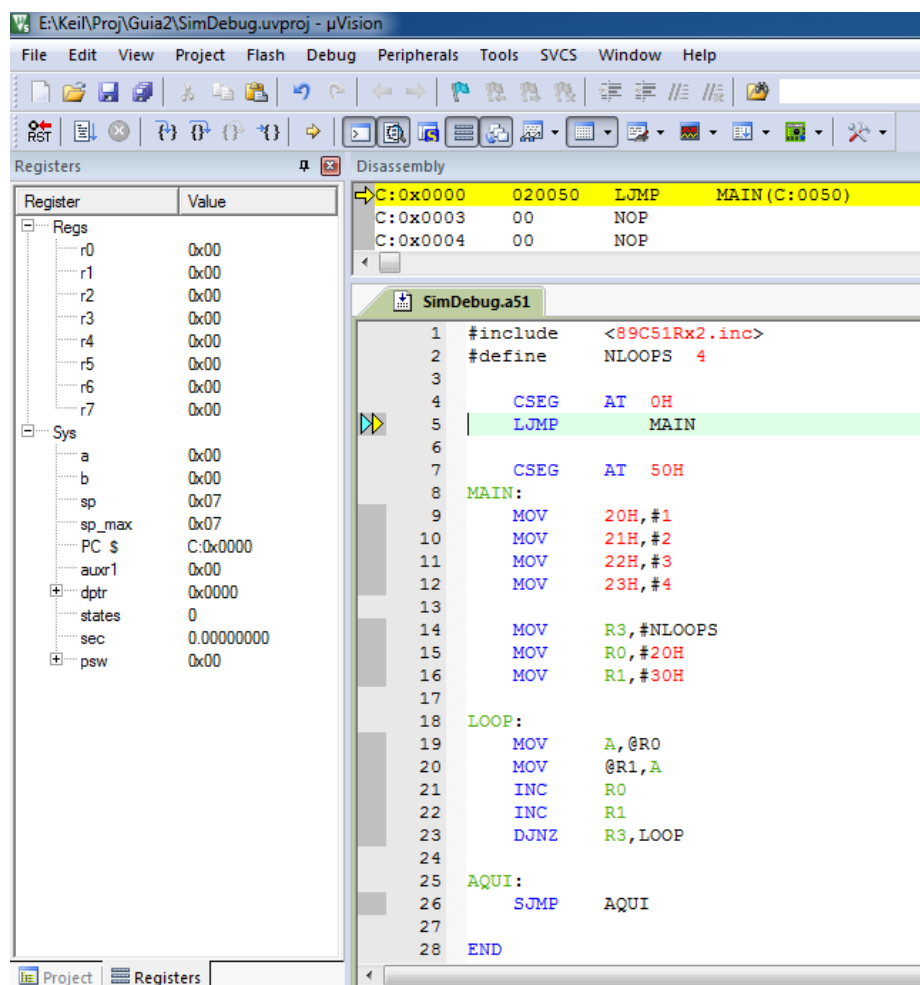 E:\Keil\Proj\Guia2\SimDebug.uvproj - µVision
File Edit View Project Flash Debug Peripherals Tools SVCS Window Help
RST
Registers
Register Value
Regs
r0 0x00
r1 0x00
r2 0x00
r3 0x00
r4 0x00
r5 0x00
r6 0x00
r7 0x00
Sys
a 0x00
b 0x00
sp 0x07
sp_max 0x07
PC $ C:0x0000
auxr1 0x00
dptr 0x0000
states 0
sec 0.00000000
psw 0x00
Project Registers
Disassembly
C:0x0000 020050 LJMP MAIN(C:0050)
C:0x0003 00 NOP
C:0x0004 00 NOP
SimDebug.a51
1 #include <89C51Rx2.inc>
2 #define NLOOPS 4
3
4 CSEG AT 0H
5 LJMP MAIN
6
7 CSEG AT 50H
8 MAIN:
9 MOV 20H,#1
10 MOV 21H,#2
11 MOV 22H,#3
12 MOV 23H,#4
13
14 MOV R3,#NLOOPS
15 MOV R0,#20H
16 MOV R1,#30H
17
18 LOOP:
19 MOV A,@R0
20 MOV @R1,A
21 INC R0
22 INC R1
23 DJNZ R3,LOOP
24
25 AQUI:
26 SJMP AQUI
27
28 END